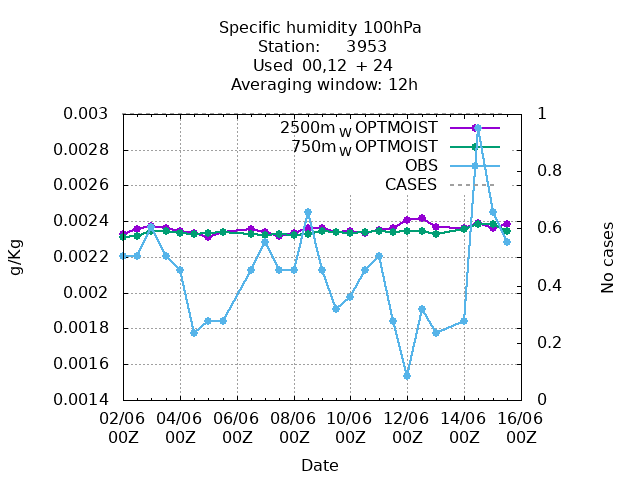 Specific humidity 100hPa
Station: 3953
Used 00,12 + 24
Averaging window: 12h
0.003
0.0028
0.0026
0.0024
0.0022
0.002
0.0018
0.0016
0.0014
g/Kg
2500m W OPTMOIST
750m W OPTMOIST
OBS
CASES
1
0.8
0.6
0.4
0.2
0
No cases
02/06 04/06 06/06 08/06 10/06 12/06 14/06 16/06
00Z 00Z 00Z 00Z 00Z 00Z 00Z 00Z
Date